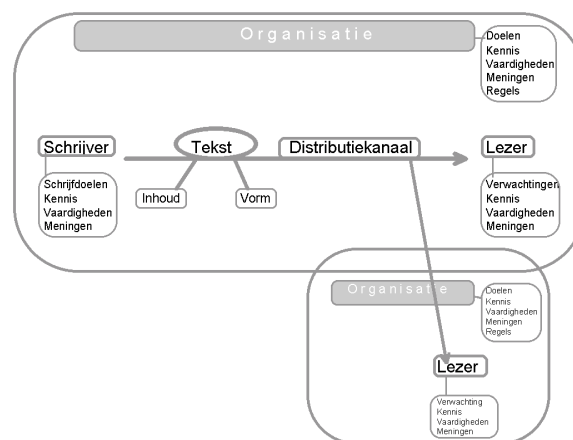 Organisatie
Doelen
Kennis
Vaardigheden
Meningen
Regels
Schrijver
Tekst
Distributiekanaal
Lezer
Schrijfdoelen
Kennis
Vaardigheden
Meningen
Inhoud
Vorm
Verwachtingen
Kennis
Vaardigheden
Meningen
Organisatie
Doelen
Kennis
Vaardigheden
Meningen
Regels
Lezer
Verwachting
Kennis
Vaardigheden
Meningen